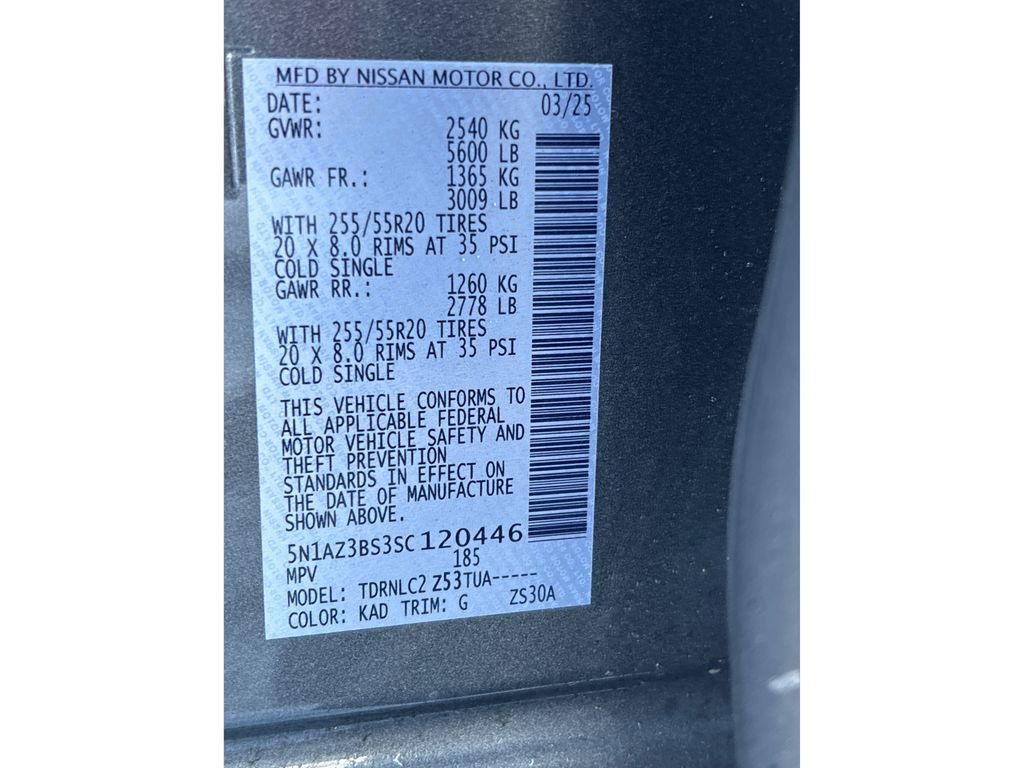 MFD BY NISSAN MOTOR CO., LTD.
DATE: 03/25
GVWR: 2540 KG
5600 LB
GAWR FR.: 1365 KG
3009 LB
WITH 255/55R20 TIRES
20 X 8.0 RIMS AT 35 PSI
COLD SINGLE
GAWR RR.: 1260 KG
2778 LB
WITH 255/55R20 TIRES
20 X 8.0 RIMS AT 35 PSI
COLD SINGLE
THIS VEHICLE CONFORMS TO
ALL APPLICABLE FEDERAL
MOTOR VEHICLE SAFETY AND
THEFT PREVENTION
STANDARDS IN EFFECT ON
THE DATE OF MANUFACTURE
SHOWN ABOVE.
5N1AZ3BS3SC120446
MPV 185
MODEL: TDRNLC2 Z53TUA-----
COLOR: KAD TRIM: G ZS30A